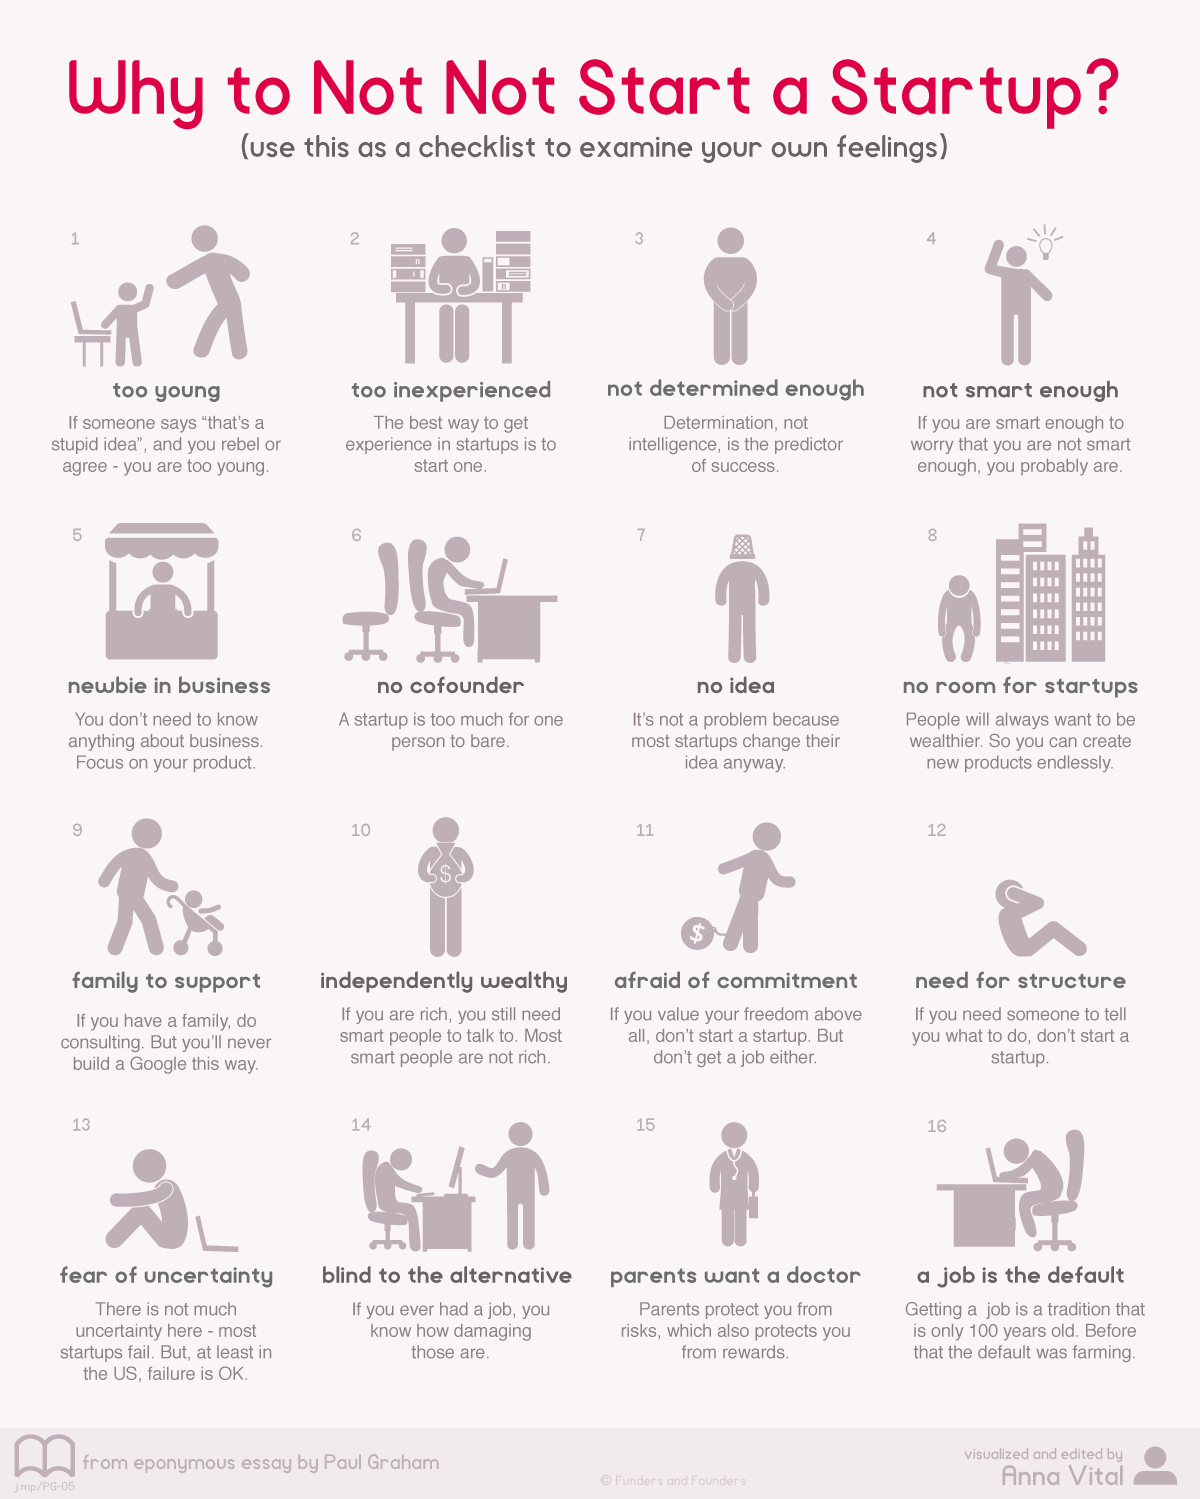 Why to Not Not Start a Startup?
(use this as a checklist to examine your own feelings)
1
too young
If someone says “that’s a
stupid idea”, and you rebel or
agree - you are too young.
2
too inexperienced
The best way to get
experience in startups is to
start one.
3
not determined enough
Determination, not
intelligence, is the predictor
of success.
4
not smart enough
If you are smart enough to
worry that you are not smart
enough, you probably are.
5
newbie in business
You don’t need to know
anything about business.
Focus on your product.
6
no cofounder
A startup is too much for one
person to bare.
7
no idea
It’s not a problem because
most startups change their
idea anyway.
8
no room for startups
People will always want to be
wealthier. So you can create
new products endlessly.
9
family to support
If you have a family, do
consulting. But you’ll never
build a Google this way.
10
$
independently wealthy
If you are rich, you still need
smart people to talk to. Most
smart people are not rich.
11
$
afraid of commitment
If you value your freedom above
all, don’t start a startup. But
don’t get a job either.
12
need for structure
If you need someone to tell
you what to do, don’t start a
startup.
13
fear of uncertainty
There is not much
uncertainty here - most
startups fail. But, at least in
the US, failure is OK.
14
blind to the alternative
If you ever had a job, you
know how damaging
those are.
15
parents want a doctor
Parents protect you from
risks, which also protects you
from rewards.
16
a job is the default
Getting a job is a tradition that
is only 100 years old. Before
that the default was farming.
from eponymous essay by Paul Graham
j.mp/PG-05
© Funders and Founders
visualized and edited by
Anna Vital